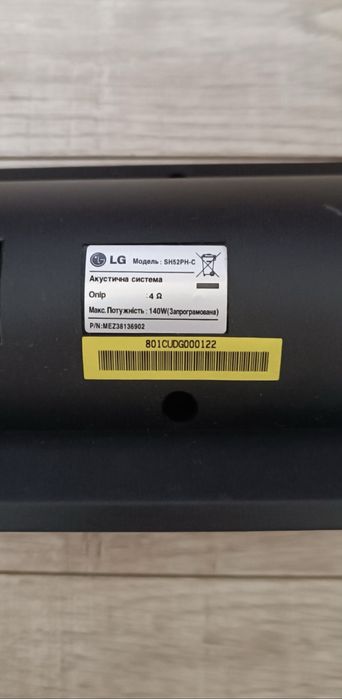 LG Модель : SH52PH-C
Акустична система
Опір : 4 Ω
Макс. Потужність : 140W(Запрограмована)
P/N:MEZ38136902
801CUDG000122